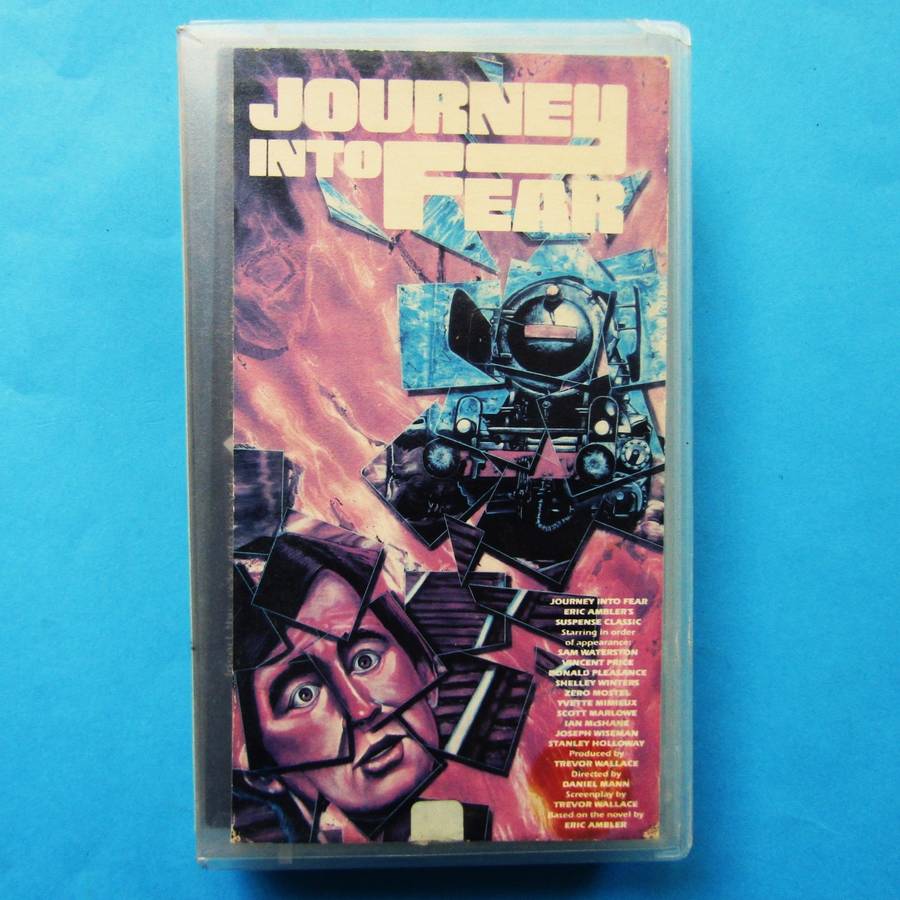 JOURNEY
INTO FEAR
JOURNEY INTO FEAR
ERIC AMBLER'S
SUSPENSE CLASSIC
Starring in order
of appearance:
SAM WATERSTON
VINCENT PRICE
DONALD PLEASANCE
SHELLEY WINTERS
ZERO MOSTEL
YVETTE MIMIEUX
SCOTT MARLOWE
IAN McSHANE
JOSEPH WISEMAN
STANLEY HOLLOWAY
Produced by
TREVOR WALLACE
Directed by
DANIEL MANN
Screenplay by
TREVOR WALLACE
Based on the novel by
ERIC AMBLER